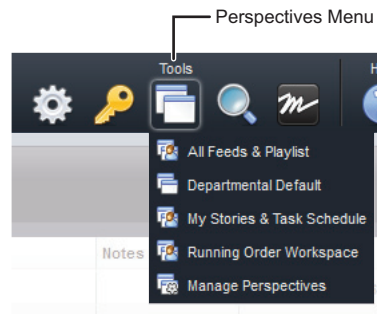 Perspectives Menu
Tools
H
All Feeds & Playlist
Departmental Default
My Stories & Task Schedule
Notes
Running Order Workspace
Manage Perspectives